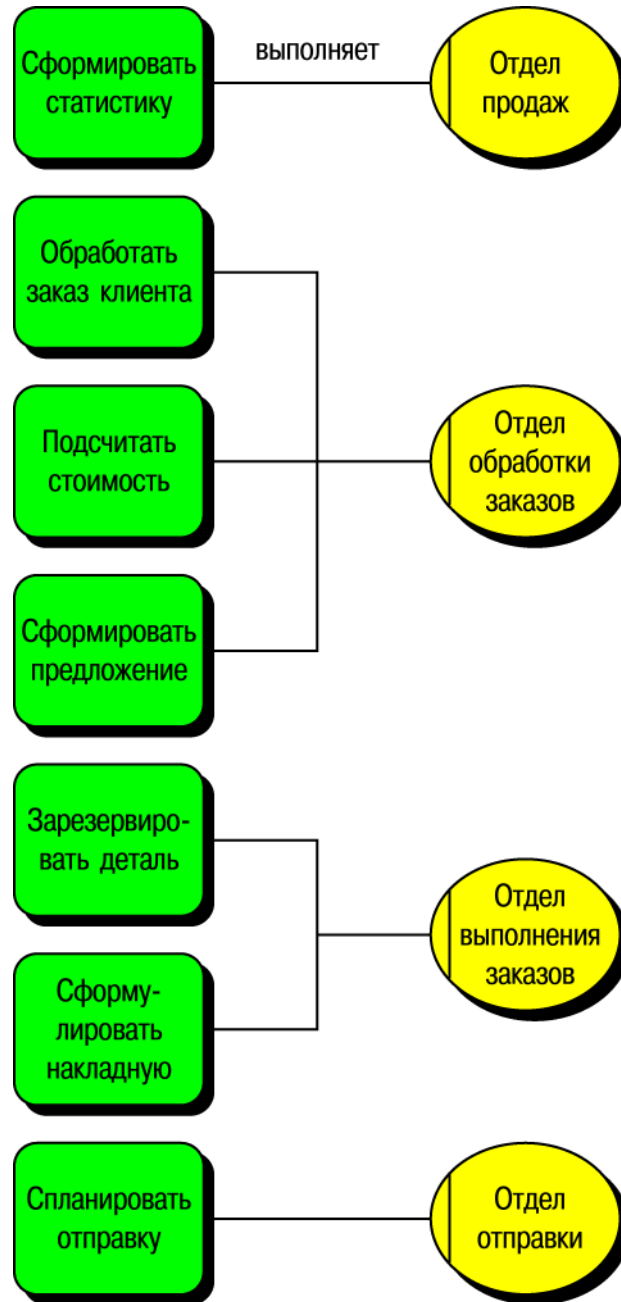 Сформировать
статистику
выполняет
Отдел
продаж
Обработать
заказ клиента
Подсчитать
стоимость
Отдел
обработки
заказов
Сформировать
предложение
Зарезервиро-
вать деталь
Отдел
выполнения
заказов
Сформу-
лировать
накладную
Спланировать
отправку
Отдел
отправки